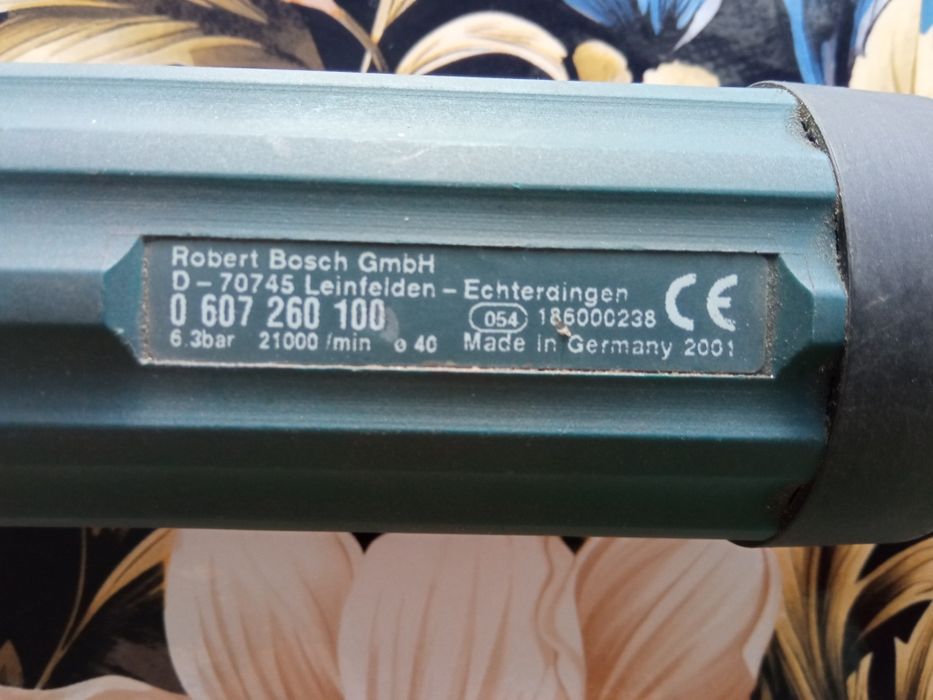 Robert Bosch GmbH
D-70745 Leinfelden-Echterdingen
0 607 260 100 054 186000238 CE
6.3bar 21000/min ⌀ 40 Made in Germany 2001